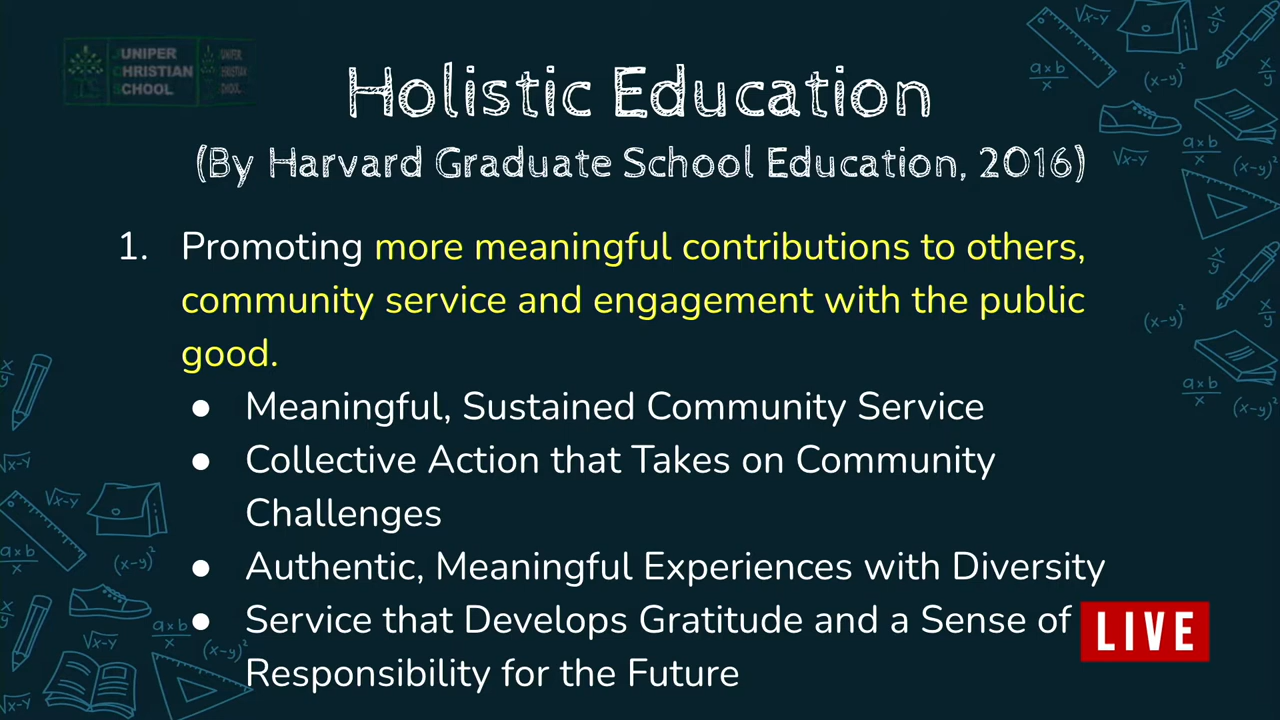 JUNIPER
CHRISTIAN
SCHOOL
Holistic Education
(By Harvard Graduate School Education, 2016)
1. Promoting more meaningful contributions to others,
community service and engagement with the public
good.
● Meaningful, Sustained Community Service
● Collective Action that Takes on Community
Challenges
● Authentic, Meaningful Experiences with Diversity
● Service that Develops Gratitude and a Sense of
Responsibility for the Future
LIVE